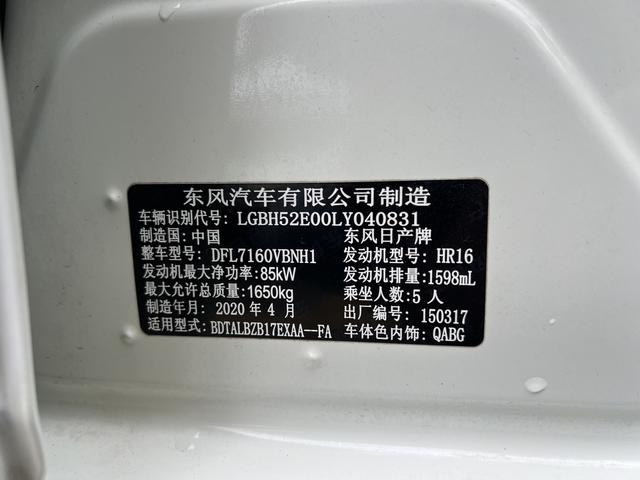 东风汽车有限公司制造
车辆识别代号: LGBH52E00LY040831
制造国: 中国 东风日产牌
整车型号: DFL7160VBNH1 发动机型号: HR16
发动机最大净功率: 85kW 发动机排量: 1598mL
最大允许总质量: 1650kg 乘坐人数: 5 人
制造年月: 2020 年 4 月 出厂编号: 150317
适用型式: BDTALBZB17EXAA--FA 车体色内饰: QABG